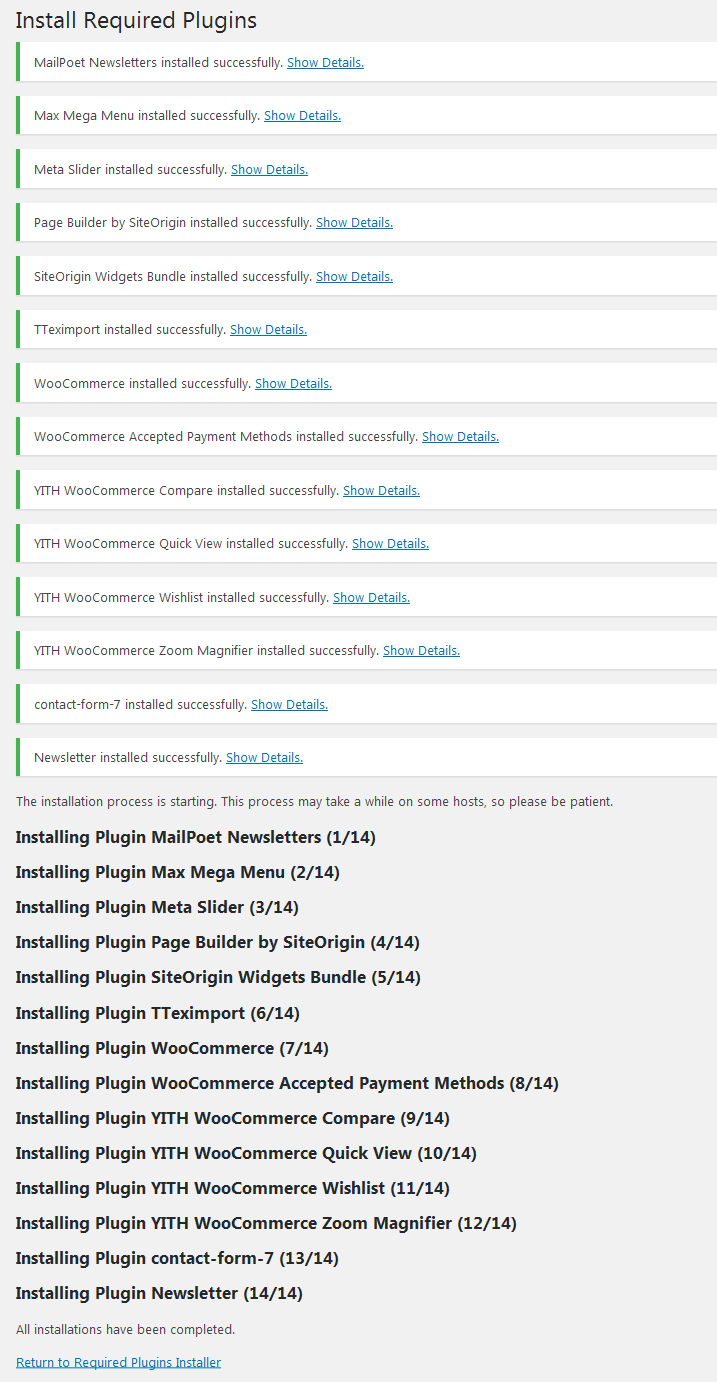 Install Required Plugins
MailPoet Newsletters installed successfully. Show Details.
Max Mega Menu installed successfully. Show Details.
Meta Slider installed successfully. Show Details.
Page Builder by SiteOrigin installed successfully. Show Details.
SiteOrigin Widgets Bundle installed successfully. Show Details.
TTeximport installed successfully. Show Details.
WooCommerce installed successfully. Show Details.
WooCommerce Accepted Payment Methods installed successfully. Show Details.
YITH WooCommerce Compare installed successfully. Show Details.
YITH WooCommerce Quick View installed successfully. Show Details.
YITH WooCommerce Wishlist installed successfully. Show Details.
YITH WooCommerce Zoom Magnifier installed successfully. Show Details.
contact-form-7 installed successfully. Show Details.
Newsletter installed successfully. Show Details.
The installation process is starting. This process may take a while on some hosts, so please be patient.
Installing Plugin MailPoet Newsletters (1/14)
Installing Plugin Max Mega Menu (2/14)
Installing Plugin Meta Slider (3/14)
Installing Plugin Page Builder by SiteOrigin (4/14)
Installing Plugin SiteOrigin Widgets Bundle (5/14)
Installing Plugin TTeximport (6/14)
Installing Plugin WooCommerce (7/14)
Installing Plugin WooCommerce Accepted Payment Methods (8/14)
Installing Plugin YITH WooCommerce Compare (9/14)
Installing Plugin YITH WooCommerce Quick View (10/14)
Installing Plugin YITH WooCommerce Wishlist (11/14)
Installing Plugin YITH WooCommerce Zoom Magnifier (12/14)
Installing Plugin contact-form-7 (13/14)
Installing Plugin Newsletter (14/14)
All installations have been completed.
Return to Required Plugins Installer